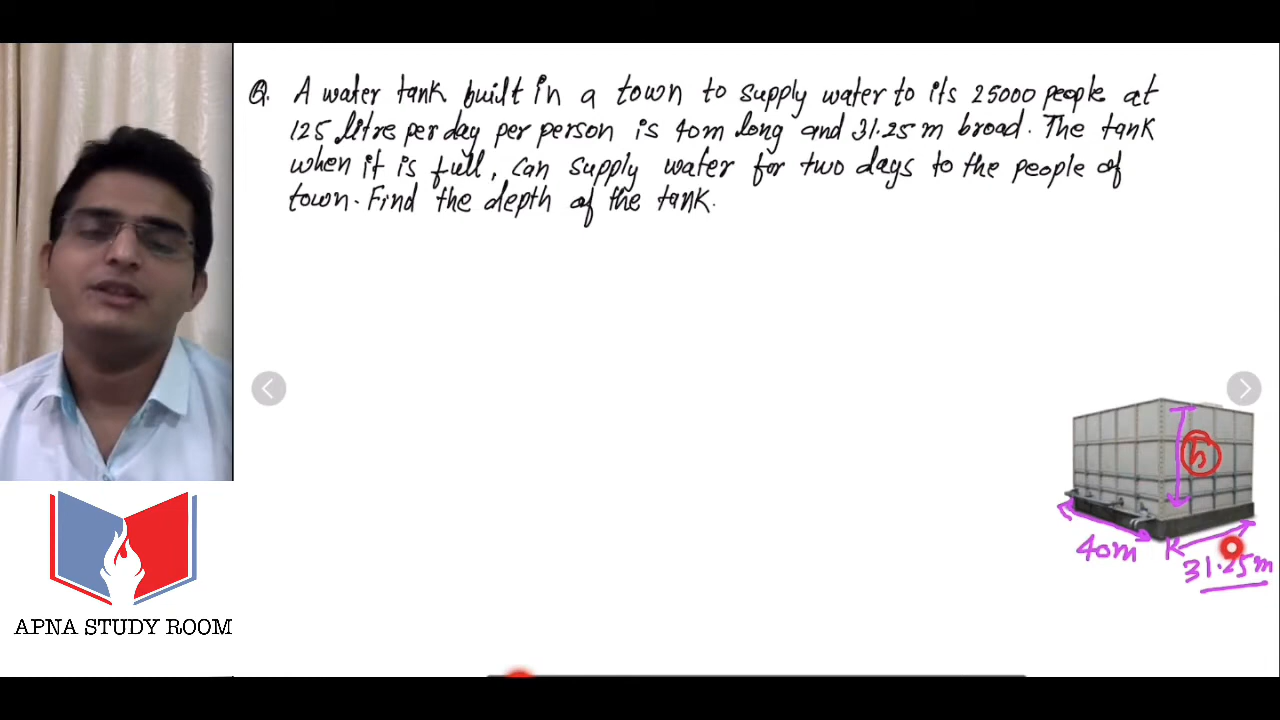 Q. A water tank built in a town to supply water to its 25000 people at
125 litre per day per person is 40m long and 31.25 m broad. The tank
when it is full, can supply water for two days to the people of
town. Find the depth of the tank.
h
40m
31.25m
APNA STUDY ROOM